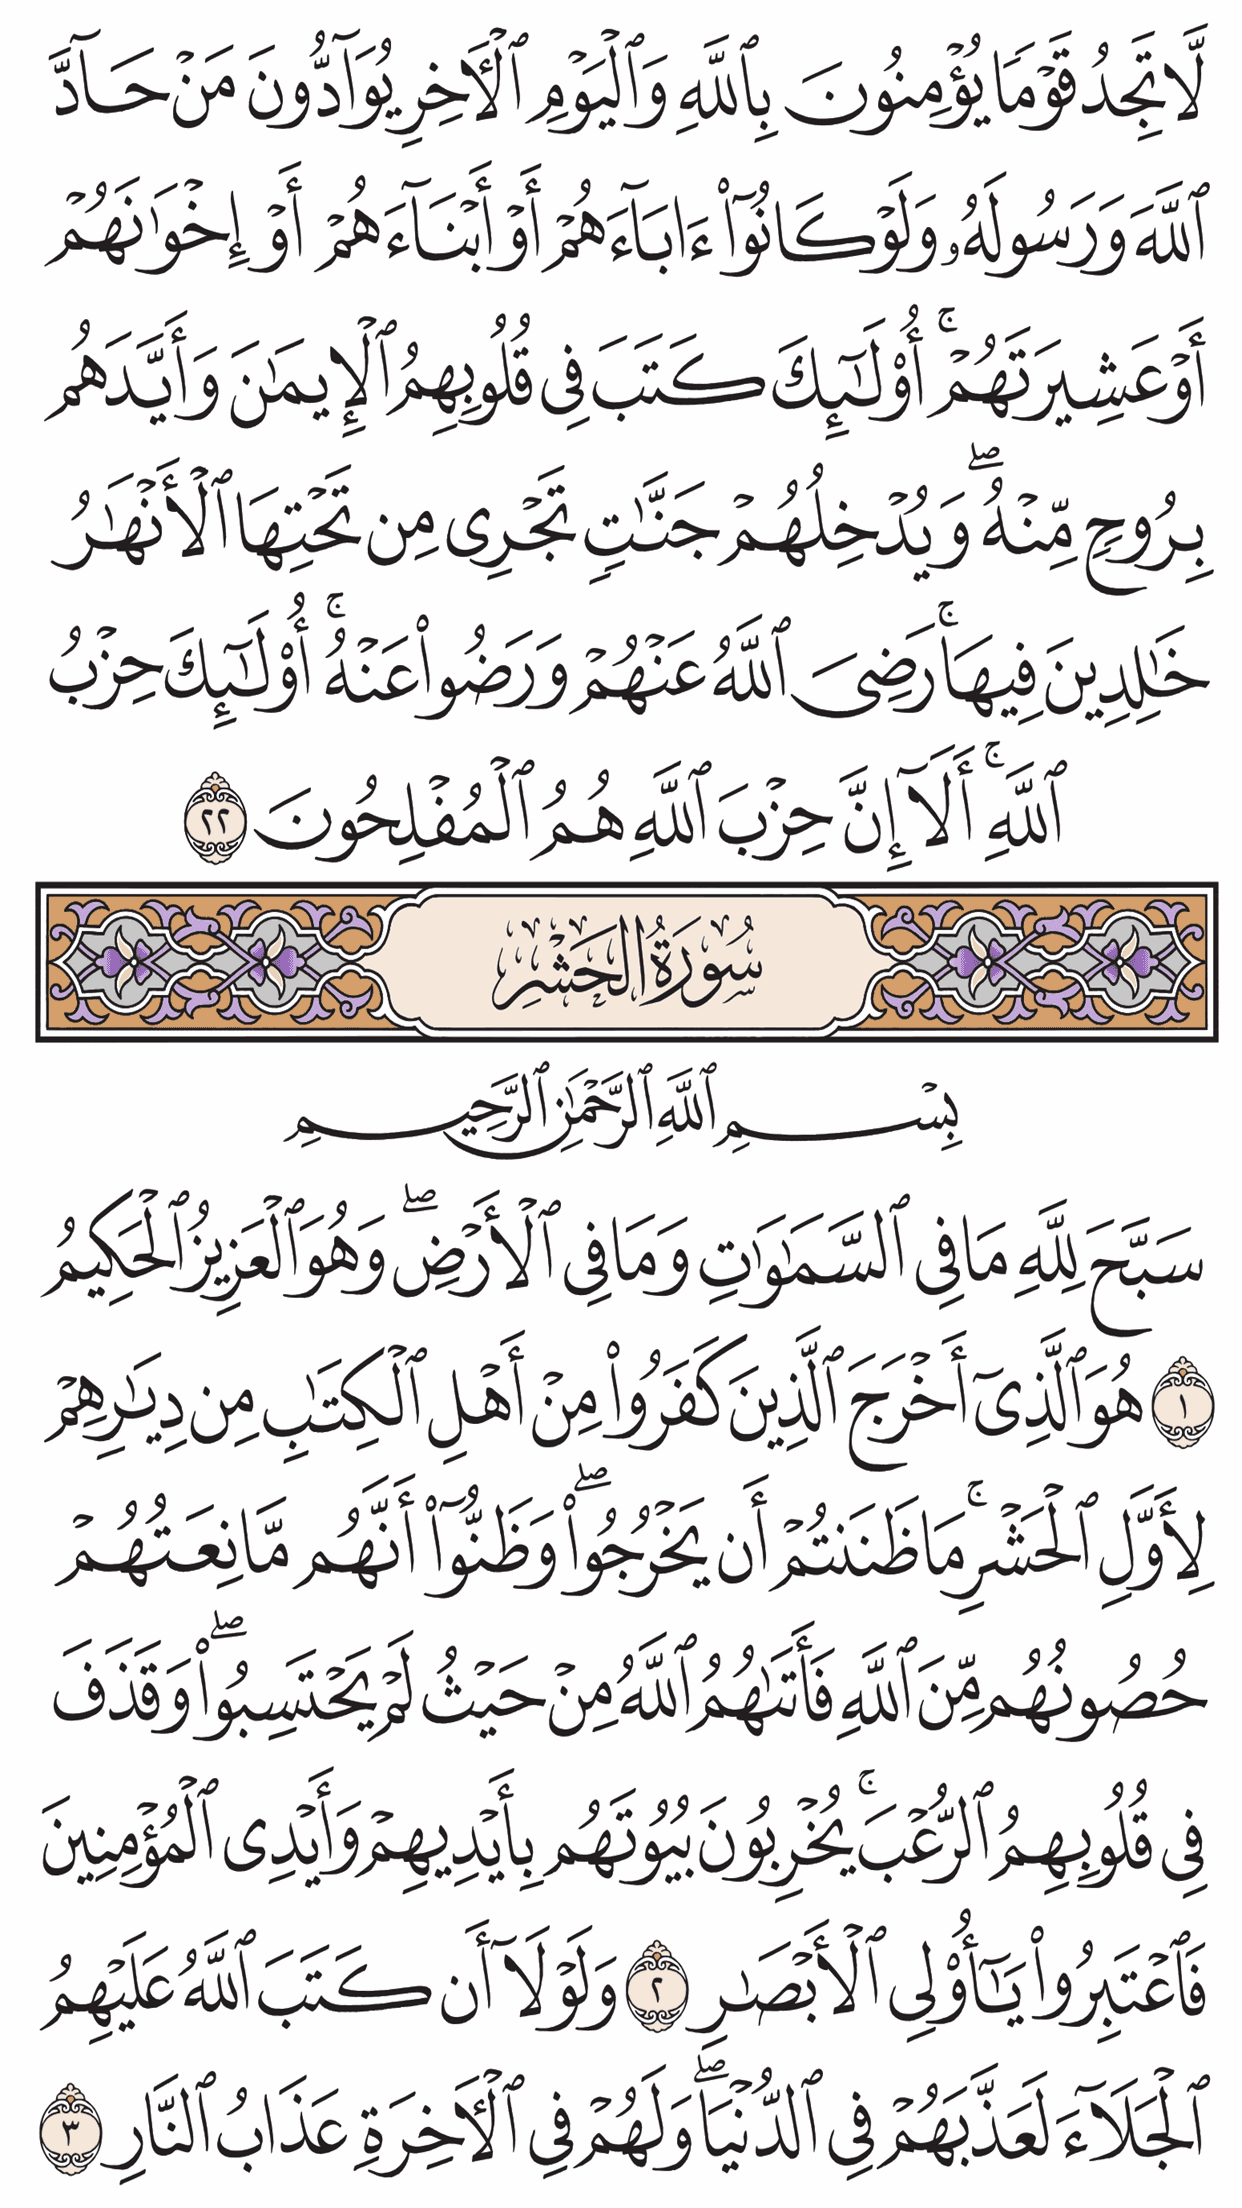 لَّا تَجِدُ قَوْمًا يُؤْمِنُونَ بِٱللَّهِ وَٱلْيَوْمِ ٱلْـَٔاخِرِ يُوَآدُّونَ مَنْ حَآدَّ
ٱللَّهَ وَرَسُولَهُۥ وَلَوْ كَانُوٓا۟ ءَابَآءَهُمْ أَوْ أَبْنَآءَهُمْ أَوْ إِخْوَٰنَهُمْ
أَوْ عَشِيرَتَهُمْ ۚ أُو۟لَـٰٓئِكَ كَتَبَ فِى قُلُوبِهِمُ ٱلْإِيمَـٰنَ وَأَيَّدَهُم
بِرُوحٍ مِّنْهُ ۖ وَيُدْخِلُهُمْ جَنَّـٰتٍ تَجْرِى مِن تَحْتِهَا ٱلْأَنْهَـٰرُ
خَـٰلِدِينَ فِيهَا ۚ رَضِىَ ٱللَّهُ عَنْهُمْ وَرَضُوا۟ عَنْهُ ۚ أُو۟لَـٰٓئِكَ حِزْبُ
ٱللَّهِ ۚ أَلَآ إِنَّ حِزْبَ ٱللَّهِ هُمُ ٱلْمُفْلِحُونَ ٢٢
سُورَةُ الحَشْرِ
بِسْمِ ٱللَّهِ ٱلرَّحْمَـٰنِ ٱلرَّحِيمِ
سَبَّحَ لِلَّهِ مَا فِى ٱلسَّمَـٰوَٰتِ وَمَا فِى ٱلْأَرْضِ ۖ وَهُوَ ٱلْعَزِيزُ ٱلْحَكِيمُ
١ هُوَ ٱلَّذِىٓ أَخْرَجَ ٱلَّذِينَ كَفَرُوا۟ مِنْ أَهْلِ ٱلْكِتَـٰبِ مِن دِيَـٰرِهِمْ
لِأَوَّلِ ٱلْحَشْرِ ۚ مَا ظَنَنتُمْ أَن يَخْرُجُوا۟ ۖ وَظَنُّوٓا۟ أَنَّهُم مَّانِعَتُهُمْ
حُصُونُهُم مِّنَ ٱللَّهِ فَأَتَىٰهُمُ ٱللَّهُ مِنْ حَيْثُ لَمْ يَحْتَسِبُوا۟ ۖ وَقَذَفَ
فِى قُلُوبِهِمُ ٱلرُّعْبَ ۚ يُخْرِبُونَ بُيُوتَهُم بِأَيْدِيهِمْ وَأَيْدِى ٱلْمُؤْمِنِينَ
فَٱعْتَبِرُوا۟ يَـٰٓأُو۟لِى ٱلْأَبْصَـٰرِ ٢ وَلَوْلَآ أَن كَتَبَ ٱللَّهُ عَلَيْهِمُ
ٱلْجَلَآءَ لَعَذَّبَهُمْ فِى ٱلدُّنْيَا ۖ وَلَهُمْ فِى ٱلْـَٔاخِرَةِ عَذَابُ ٱلنَّارِ ٣